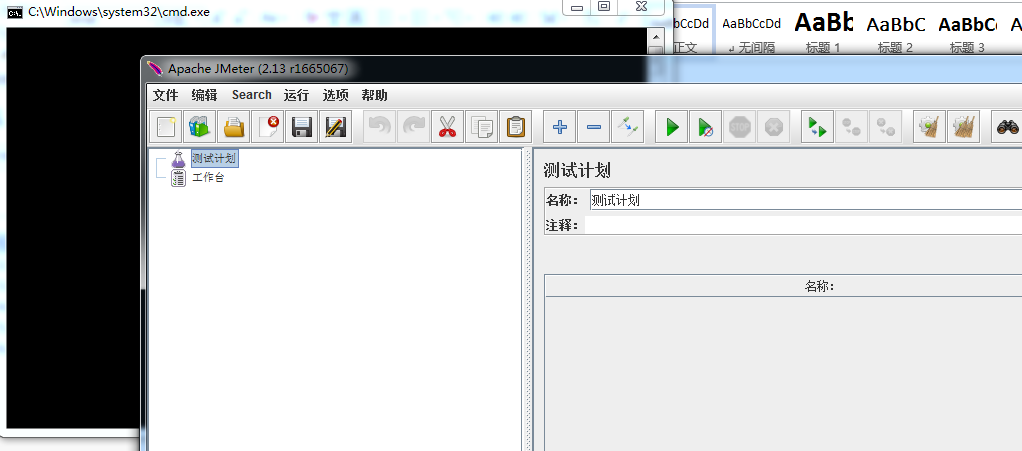 C:\Windows\system32\cmd.exe
bCcDd AaBbCcDd AaBb AaBbC AaBbC
正文 ↲ 无间隔 标题 1 标题 2 标题 3
Apache JMeter (2.13 r1665067)
文件 编辑 Search 运行 选项 帮助
测试计划
工作台
测试计划
名称： 测试计划
注释：
名称：